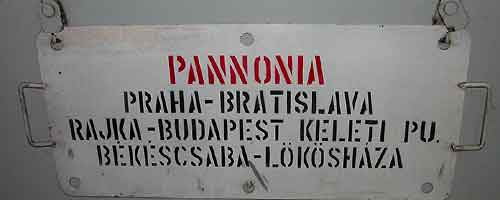 PANNONIA
PRAHA-BRATISLAVA
RAJKA-BUDAPEST KELETI PU.
BÉKÉSCSABA-LÖKÖSHÁZA